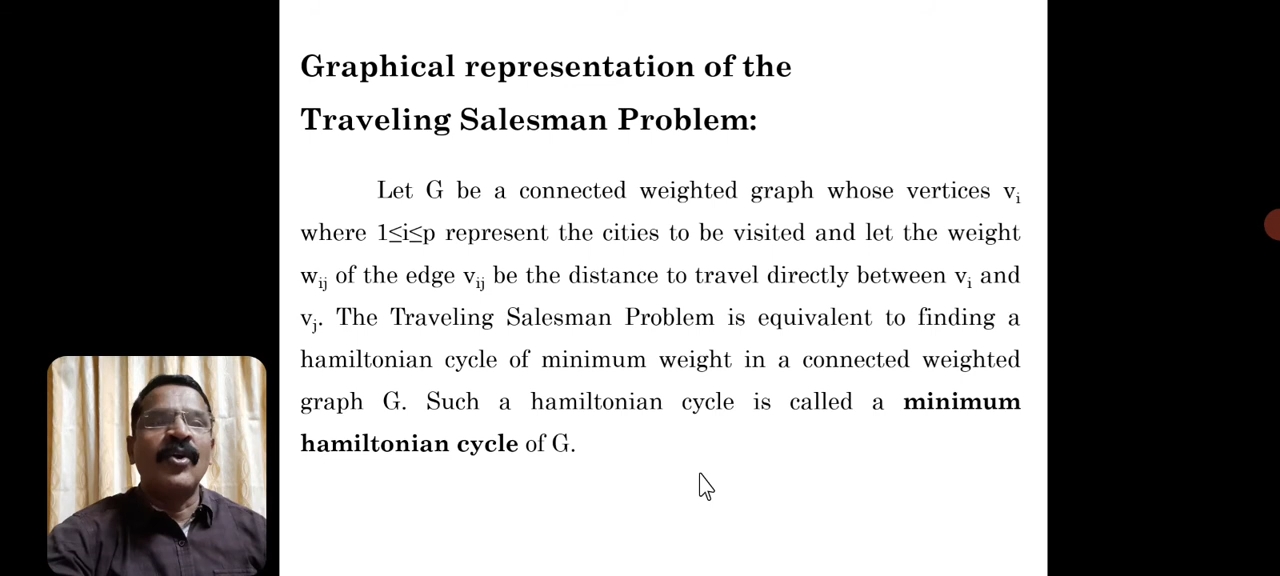 Graphical representation of the
Traveling Salesman Problem:
Let G be a connected weighted graph whose vertices vᵢ
where 1≤i≤p represent the cities to be visited and let the weight
wᵢⱼ of the edge vᵢⱼ be the distance to travel directly between vᵢ and
vⱼ. The Traveling Salesman Problem is equivalent to finding a
hamiltonian cycle of minimum weight in a connected weighted
graph G. Such a hamiltonian cycle is called a minimum
hamiltonian cycle of G.